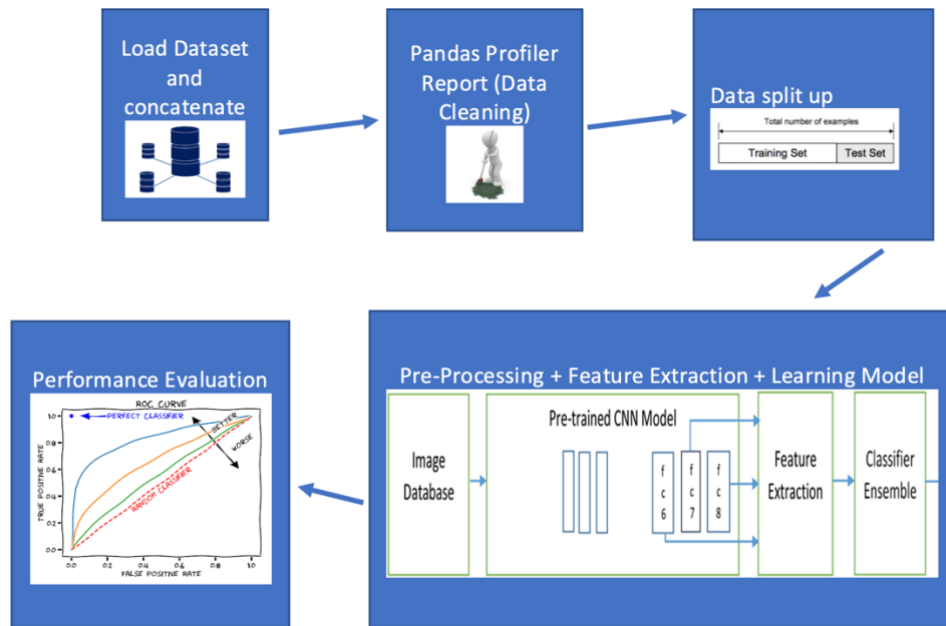 Load Dataset
and
concatenate
Pandas Profiler
Report (Data
Cleaning)
Data split up
Total number of examples
Training Set
Test Set
Pre-Processing + Feature Extraction + Learning Model
Image
Database
Pre-trained CNN Model
f
c
6
f
c
7
f
c
8
Feature
Extraction
Classifier
Ensemble
Performance Evaluation
ROC CURVE
PERFECT CLASSIFIER
BETTER
WORSE
RANDOM CLASSIFIER
TRUE POSITIVE RATE
1.0
0.8
0.6
0.4
0.2
0.0
0.0 0.2 0.4 0.6 0.8 1.0
FALSE POSITIVE RATE